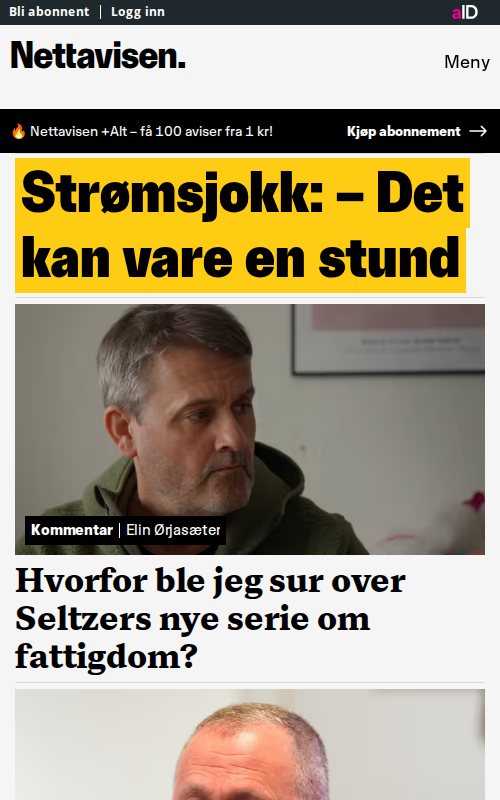 Bli abonnent | Logg inn
aID
Nettavisen.
Meny
🔥 Nettavisen +Alt – få 100 aviser fra 1 kr!
Kjøp abonnement →
Strømsjokk: – Det
kan vare en stund
Kommentar | Elin Ørjasæter
Hvorfor ble jeg sur over
Seltzers nye serie om
fattigdom?